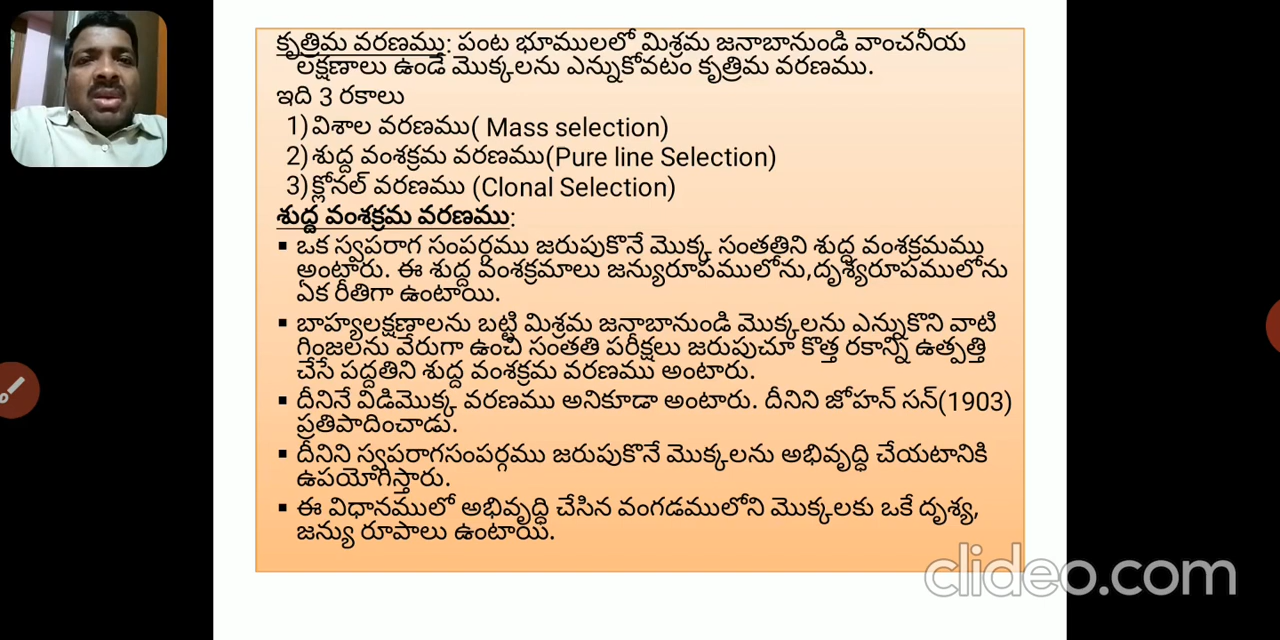 కృత్రిమ వరణము: పంట భూములలో మిశ్రమ జనాబానుండి వాంచనీయ
లక్షణాలు ఉండే మొక్కలను ఎన్నుకోవటం కృత్రిమ వరణము.
ఇది 3 రకాలు
1)విశాల వరణము( Mass selection)
2)శుద్ధ వంశక్రమ వరణము(Pure line Selection)
3)క్లోనల్ వరణము (Clonal Selection)
శుద్ధ వంశక్రమ వరణము:
▪ ఒక స్వపరాగ సంపర్గము జరుపుకొనే మొక్క సంతతిని శుద్ధ వంశక్రమము
అంటారు. ఈ శుద్ధ వంశక్రమాలు జన్యురూపములోను,దృశ్యరూపములోను
ఏక రీతిగా ఉంటాయి.
▪ బాహ్యలక్షణాలను బట్టి మిశ్రమ జనాబానుండి మొక్కలను ఎన్నుకొని వాటి
గింజలను వేరుగా ఉంచి సంతతి పరీక్షలు జరుపుచూ కొత్త రకాన్ని ఉత్పత్తి
చేసే పద్దతిని శుద్ధ వంశక్రమ వరణము అంటారు.
▪ దీనినే విడిమొక్క వరణము అనికూడా అంటారు. దీనిని జోహన్ సన్(1903)
ప్రతిపాదించాడు.
▪ దీనిని స్వపరాగసంపర్గము జరుపుకొనే మొక్కలను అభివృద్ధి చేయటానికి
ఉపయోగిస్తారు.
▪ ఈ విధానములో అభివృద్ధి చేసిన వంగడములోని మొక్కలకు ఒకే దృశ్య,
జన్యు రూపాలు ఉంటాయి.
clideo.com